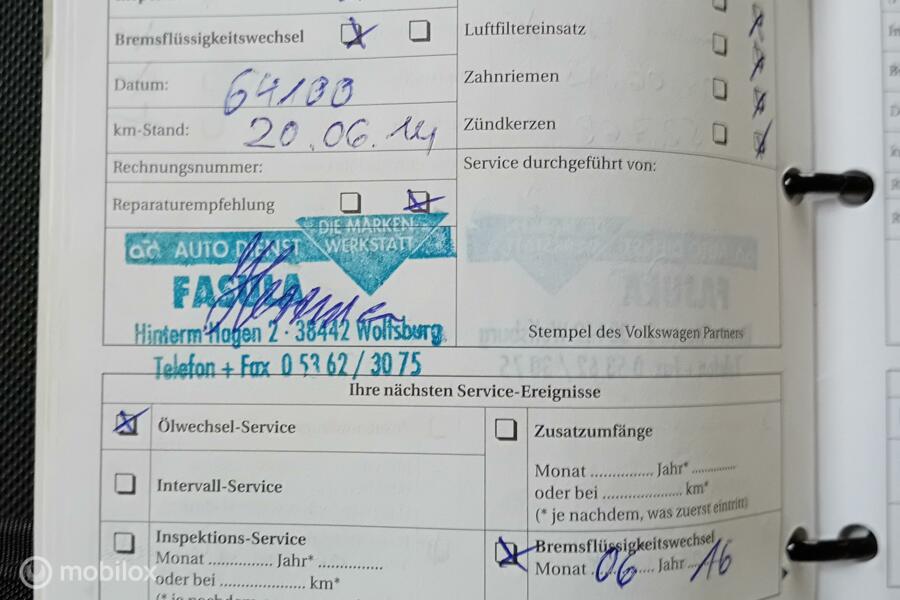 Bremsflüssigkeitswechsel
Datum: 64100
km-Stand: 20.06.14
Rechnungsnummer:
Reparaturempfehlung
Luftfiltereinsatz
Zahnriemen
Zündkerzen
Service durchgeführt von:
DIE MARKEN
WERKSTATT
ad AUTO DIENST
FASULA
Hinterm Hagen 2 · 38442 Wolfsburg
Telefon + Fax 0 53 62 / 30 75
Stempel des Volkswagen Partners
Ihre nächsten Service-Ereignisse
Ölwechsel-Service
Intervall-Service
Inspektions-Service
Monat ............... Jahr* ...............
oder bei .................... km*
Zusatzumfänge
Monat ............... Jahr* ..............
oder bei .................... km*
(* je nachdem, was zuerst eintritt)
Bremsflüssigkeitswechsel
Monat 06 Jahr 16
mobilox